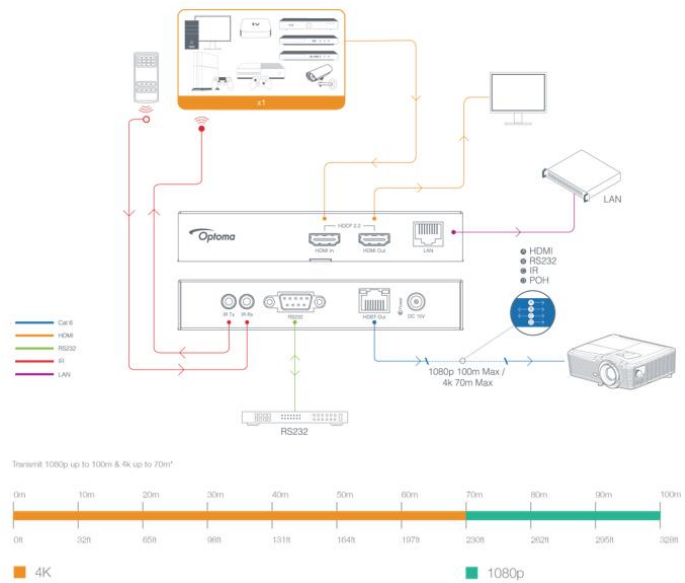 tv
x1
LAN
Optoma
HDCP 2.2
HDMI In
HDMI Out
LAN
HDMI
RS232
IR
POH
IR Tx
IR Rx
RS232
HDBT Out
Power
DC 19V
Cat 6
HDMI
RS232
IR
LAN
1080p 100m Max /
4k 70m Max
RS232
Transmit 1080p up to 100m & 4k up to 70m*
0m 10m 20m 30m 40m 50m 60m 70m 80m 90m 100m
0ft 32ft 65ft 98ft 131ft 164ft 197ft 230ft 262ft 295ft 328ft
4K
1080p